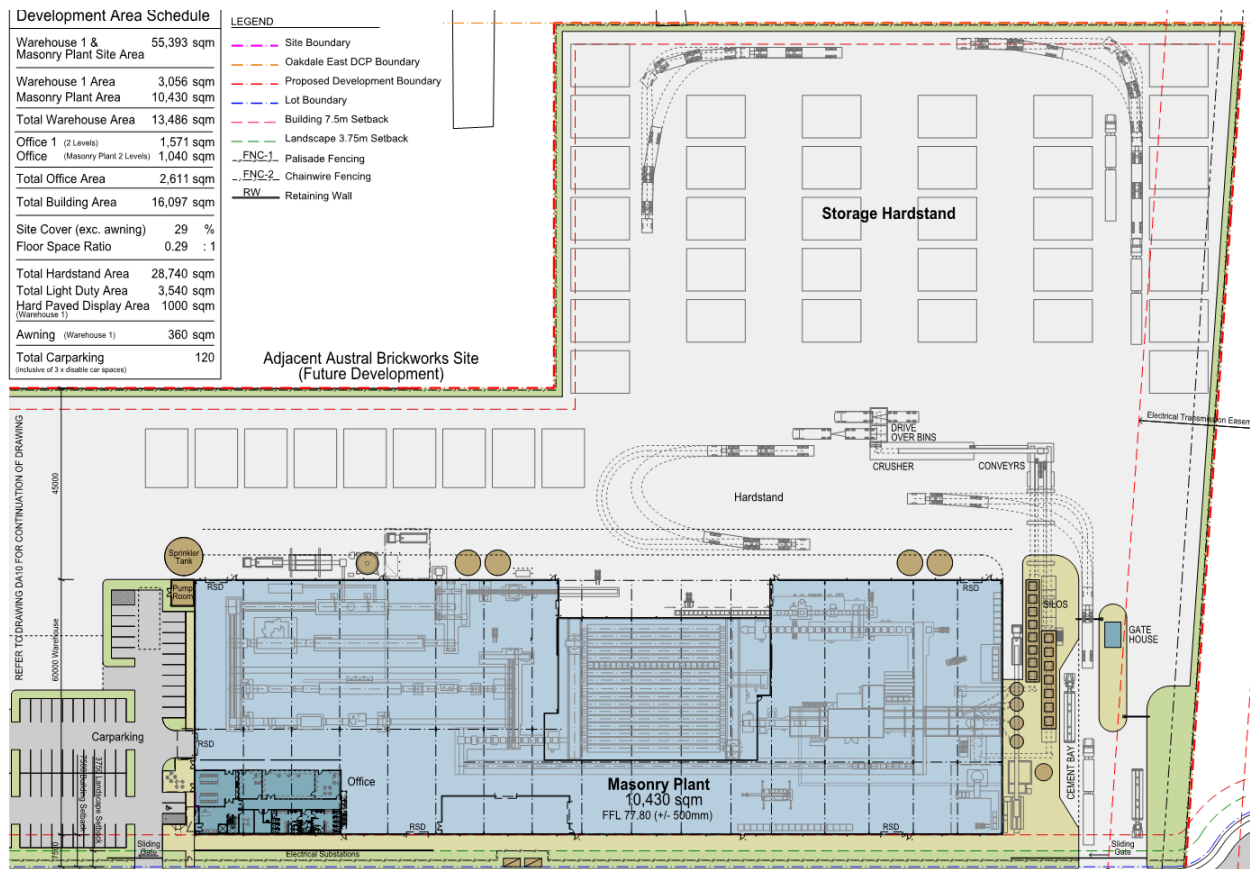 Development Area Schedule
Warehouse 1 & 55,393 sqm
Masonry Plant Site Area
Warehouse 1 Area 3,056 sqm
Masonry Plant Area 10,430 sqm
Total Warehouse Area 13,486 sqm
Office 1 (2 Levels) 1,571 sqm
Office (Masonry Plant 2 Levels) 1,040 sqm
Total Office Area 2,611 sqm
Total Building Area 16,097 sqm
Site Cover (exc. awning) 29 %
Floor Space Ratio 0.29 : 1
Total Hardstand Area 28,740 sqm
Total Light Duty Area 3,540 sqm
Hard Paved Display Area 1000 sqm
(Warehouse 1)
Awning (Warehouse 1) 360 sqm
Total Carparking 120
(inclusive of 3 x disable car spaces)
LEGEND
Site Boundary
Oakdale East DCP Boundary
Proposed Development Boundary
Lot Boundary
Building 7.5m Setback
Landscape 3.75m Setback
FNC-1 Palisade Fencing
FNC-2 Chainwire Fencing
RW Retaining Wall
Adjacent Austral Brickworks Site
(Future Development)
Storage Hardstand
Electrical Transmission Easem
DRIVE
OVER BINS
CRUSHER
CONVEYRS
Hardstand
REFER TO DRAWING DA10 FOR CONTINUATION OF DRAWING
45000
60000 Warehouse
Sprinkler
Tank
Pump
Room
RSD
RSD
SILOS
GATE
HOUSE
Carparking
RSD
3750 Landscape Setback
7500 Building Setback
7500
Office
Masonry Plant
10,430 sqm
FFL 77.80 (+/- 500mm)
CEMENT BAY
RSD
RSD
Sliding
Gate
Electrical Substations
Sliding
Gate